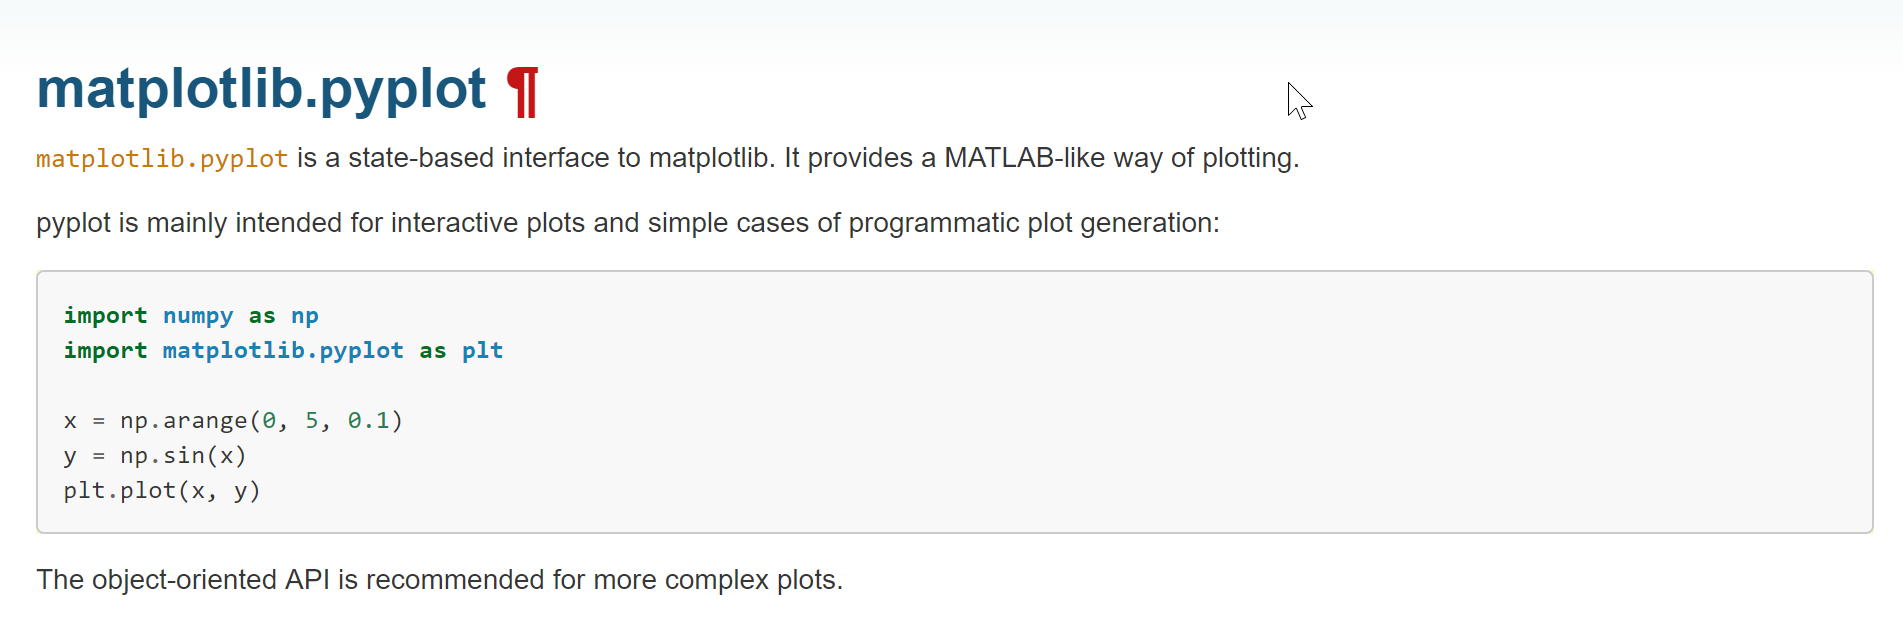 matplotlib.pyplot ¶
matplotlib.pyplot is a state-based interface to matplotlib. It provides a MATLAB-like way of plotting.
pyplot is mainly intended for interactive plots and simple cases of programmatic plot generation:
import numpy as np
import matplotlib.pyplot as plt
x = np.arange(0, 5, 0.1)
y = np.sin(x)
plt.plot(x, y)
The object-oriented API is recommended for more complex plots.